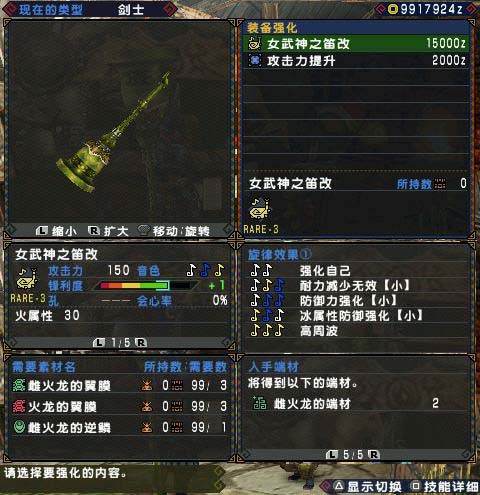 现在的类型 剑士
9917924z
装备强化
女武神之笛改 15000z
攻击力提升 2000z
女武神之笛改 所持数 0
RARE-3
L 缩小 R 扩大 移动/旋转
女武神之笛改
攻击力 150 音色
锋利度 +1
RARE-3
孔 --- 会心率 0%
火属性 30
L 1/5 R
旋律效果①
强化自己
耐力减少无效【小】
防御力强化【小】
冰属性防御强化【小】
高周波
需要素材名 所持数/需要数
雌火龙的翼膜 0 99/ 3
火龙的翼膜 0 99/ 3
雌火龙的逆鳞 0 99/ 1
入手端材
将得到以下的端材。
雌火龙的端材 2
L 5/5 R
请选择要强化的内容。
显示切换 技能详细